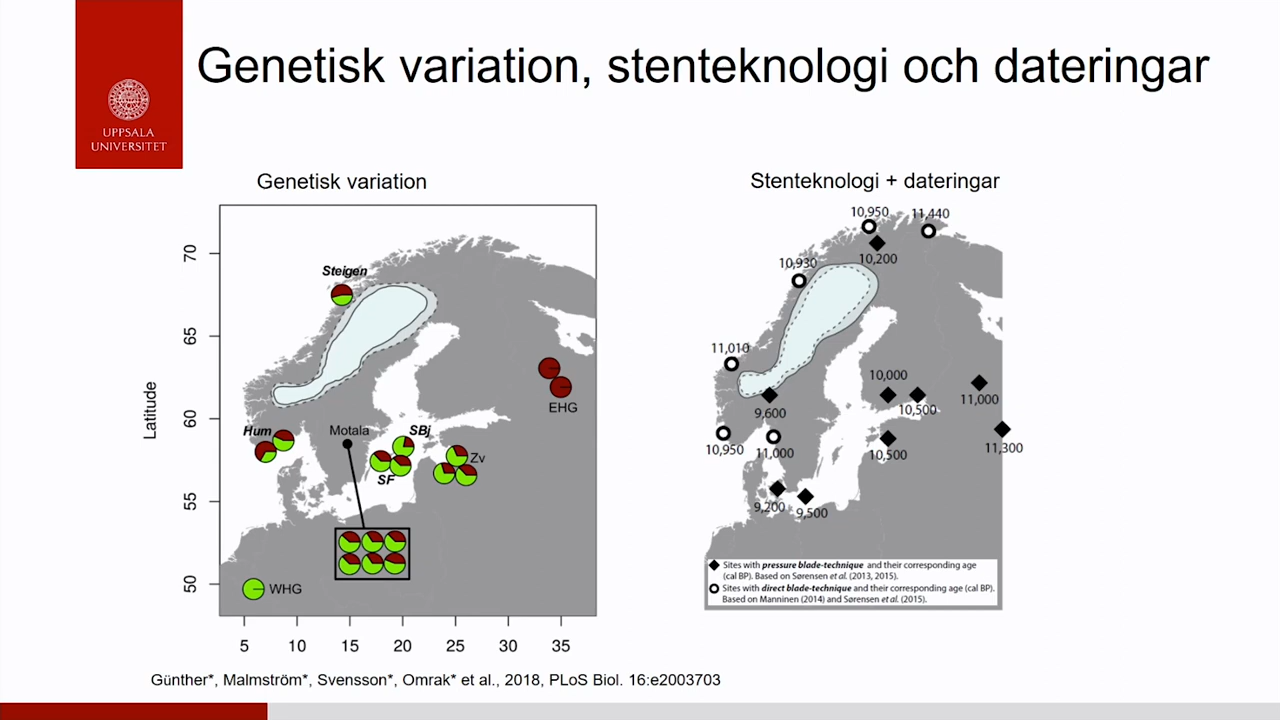 Genetisk variation, stenteknologi och dateringar
UPPSALA
UNIVERSITET
Genetisk variation
Latitude
70
65
60
55
50
5
10
15
20
25
30
35
Steigen
EHG
Hum
Motala
SBj
Zv
SF
WHG
Stenteknologi + dateringar
10,950
11,440
10,200
10,930
11,010
10,000
11,000
9,600
10,500
10,950
11,000
10,500
11,300
9,200
9,500
Sites with pressure blade-technique and their corresponding age
(cal BP). Based on Sørensen et al. (2013, 2015).
Sites with direct blade-technique and their corresponding age (cal BP).
Based on Manninen (2014) and Sørensen et al. (2015).
Günther*, Malmström*, Svensson*, Omrak* et al., 2018, PLoS Biol. 16:e2003703